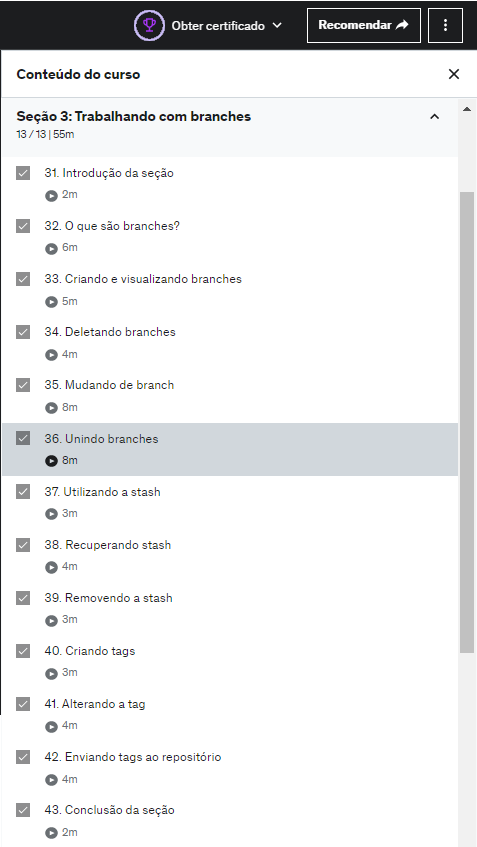 Obter certificado
Recomendar
Conteúdo do curso
Seção 3: Trabalhando com branches
13 / 13 | 55m
31. Introdução da seção
2m
32. O que são branches?
6m
33. Criando e visualizando branches
5m
34. Deletando branches
4m
35. Mudando de branch
8m
36. Unindo branches
8m
37. Utilizando a stash
3m
38. Recuperando stash
4m
39. Removendo a stash
3m
40. Criando tags
3m
41. Alterando a tag
4m
42. Enviando tags ao repositório
4m
43. Conclusão da seção
2m